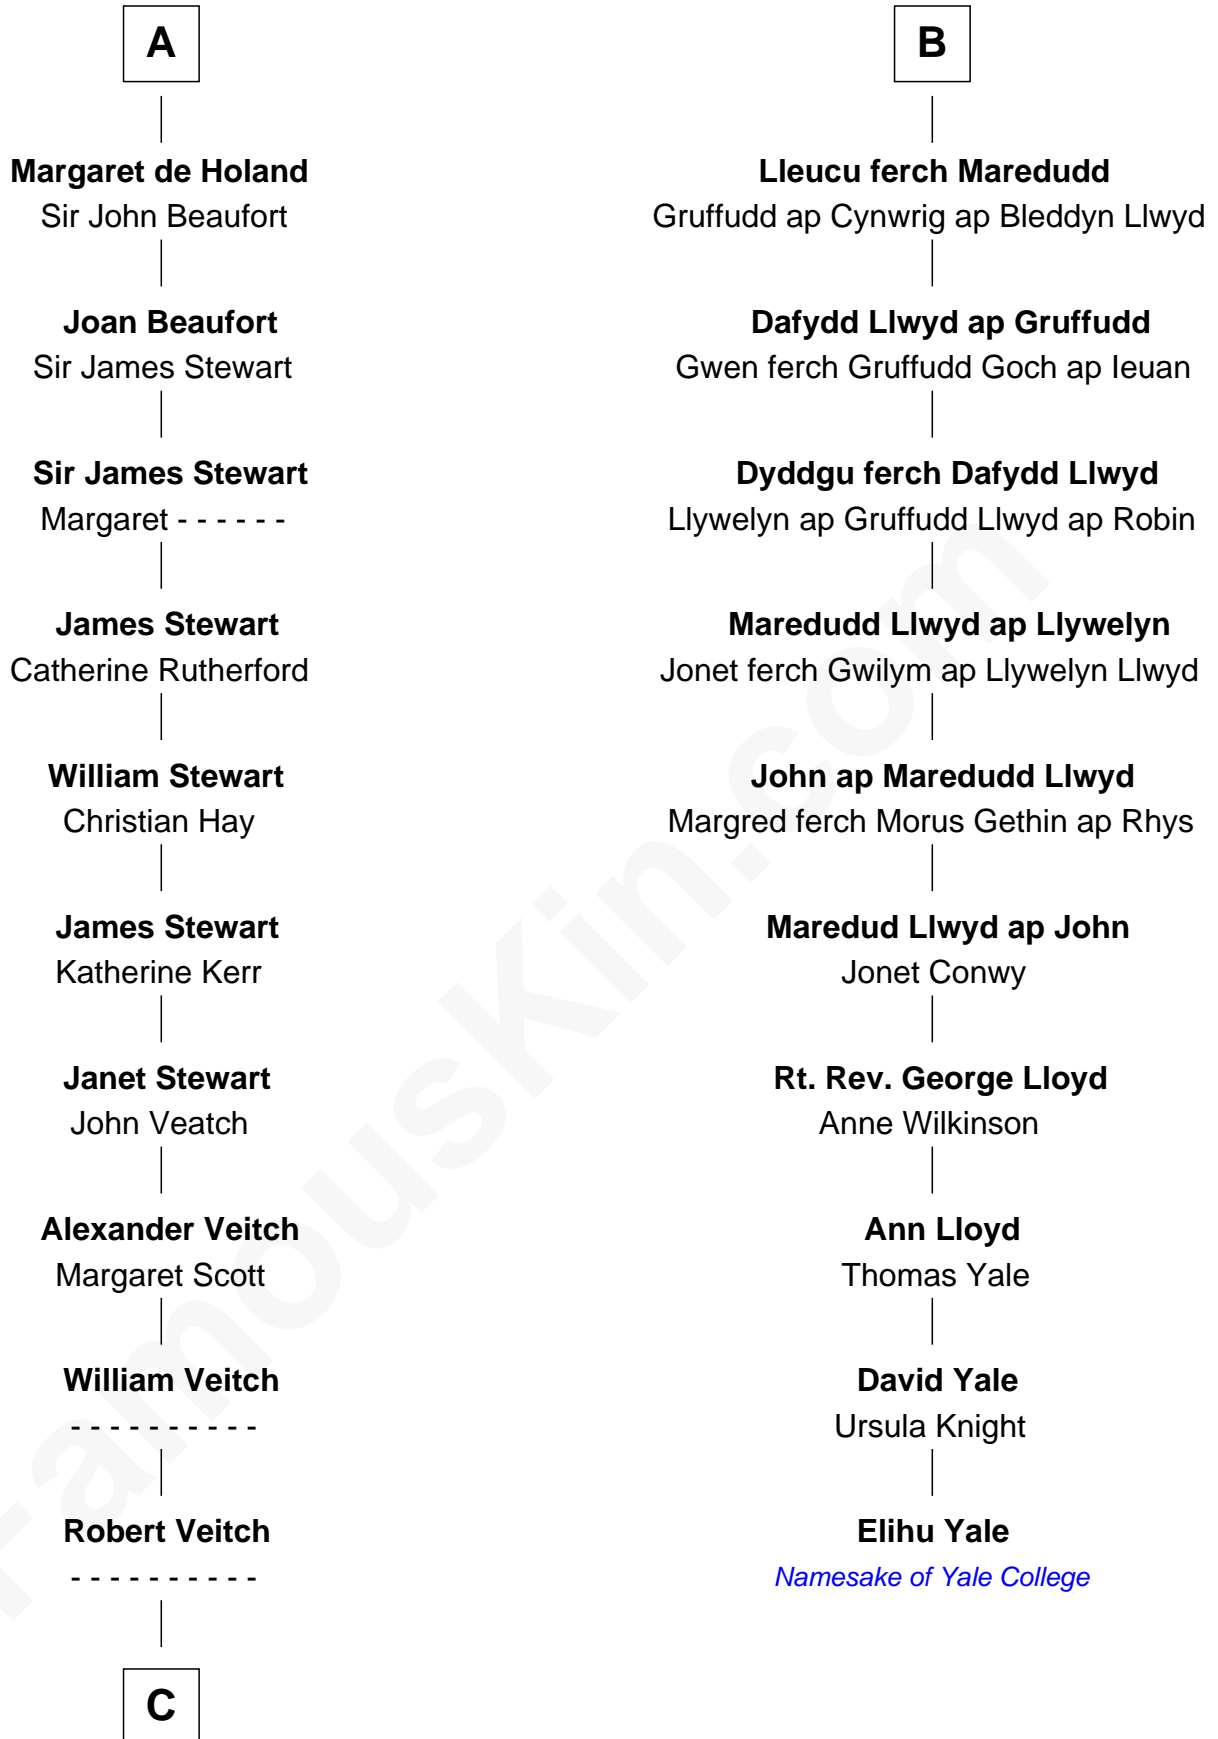 A
Margaret de Holand
Sir John Beaufort
Joan Beaufort
Sir James Stewart
Sir James Stewart
Margaret - - - - - -
James Stewart
Catherine Rutherford
William Stewart
Christian Hay
James Stewart
Katherine Kerr
Janet Stewart
John Veatch
Alexander Veitch
Margaret Scott
William Veitch
- - - - - - - - - -
Robert Veitch
- - - - - - - - - -
C
B
Lleucu ferch Maredudd
Gruffudd ap Cynwrig ap Bleddyn Llwyd
Dafydd Llwyd ap Gruffudd
Gwen ferch Gruffudd Goch ap Ieuan
Dyddgu ferch Dafydd Llwyd
Llywelyn ap Gruffudd Llwyd ap Robin
Maredudd Llwyd ap Llywelyn
Jonet ferch Gwilym ap Llywelyn Llwyd
John ap Maredudd Llwyd
Margred ferch Morus Gethin ap Rhys
Maredud Llwyd ap John
Jonet Conwy
Rt. Rev. George Lloyd
Anne Wilkinson
Ann Lloyd
Thomas Yale
David Yale
Ursula Knight
Elihu Yale
Namesake of Yale College
FamousKin.com